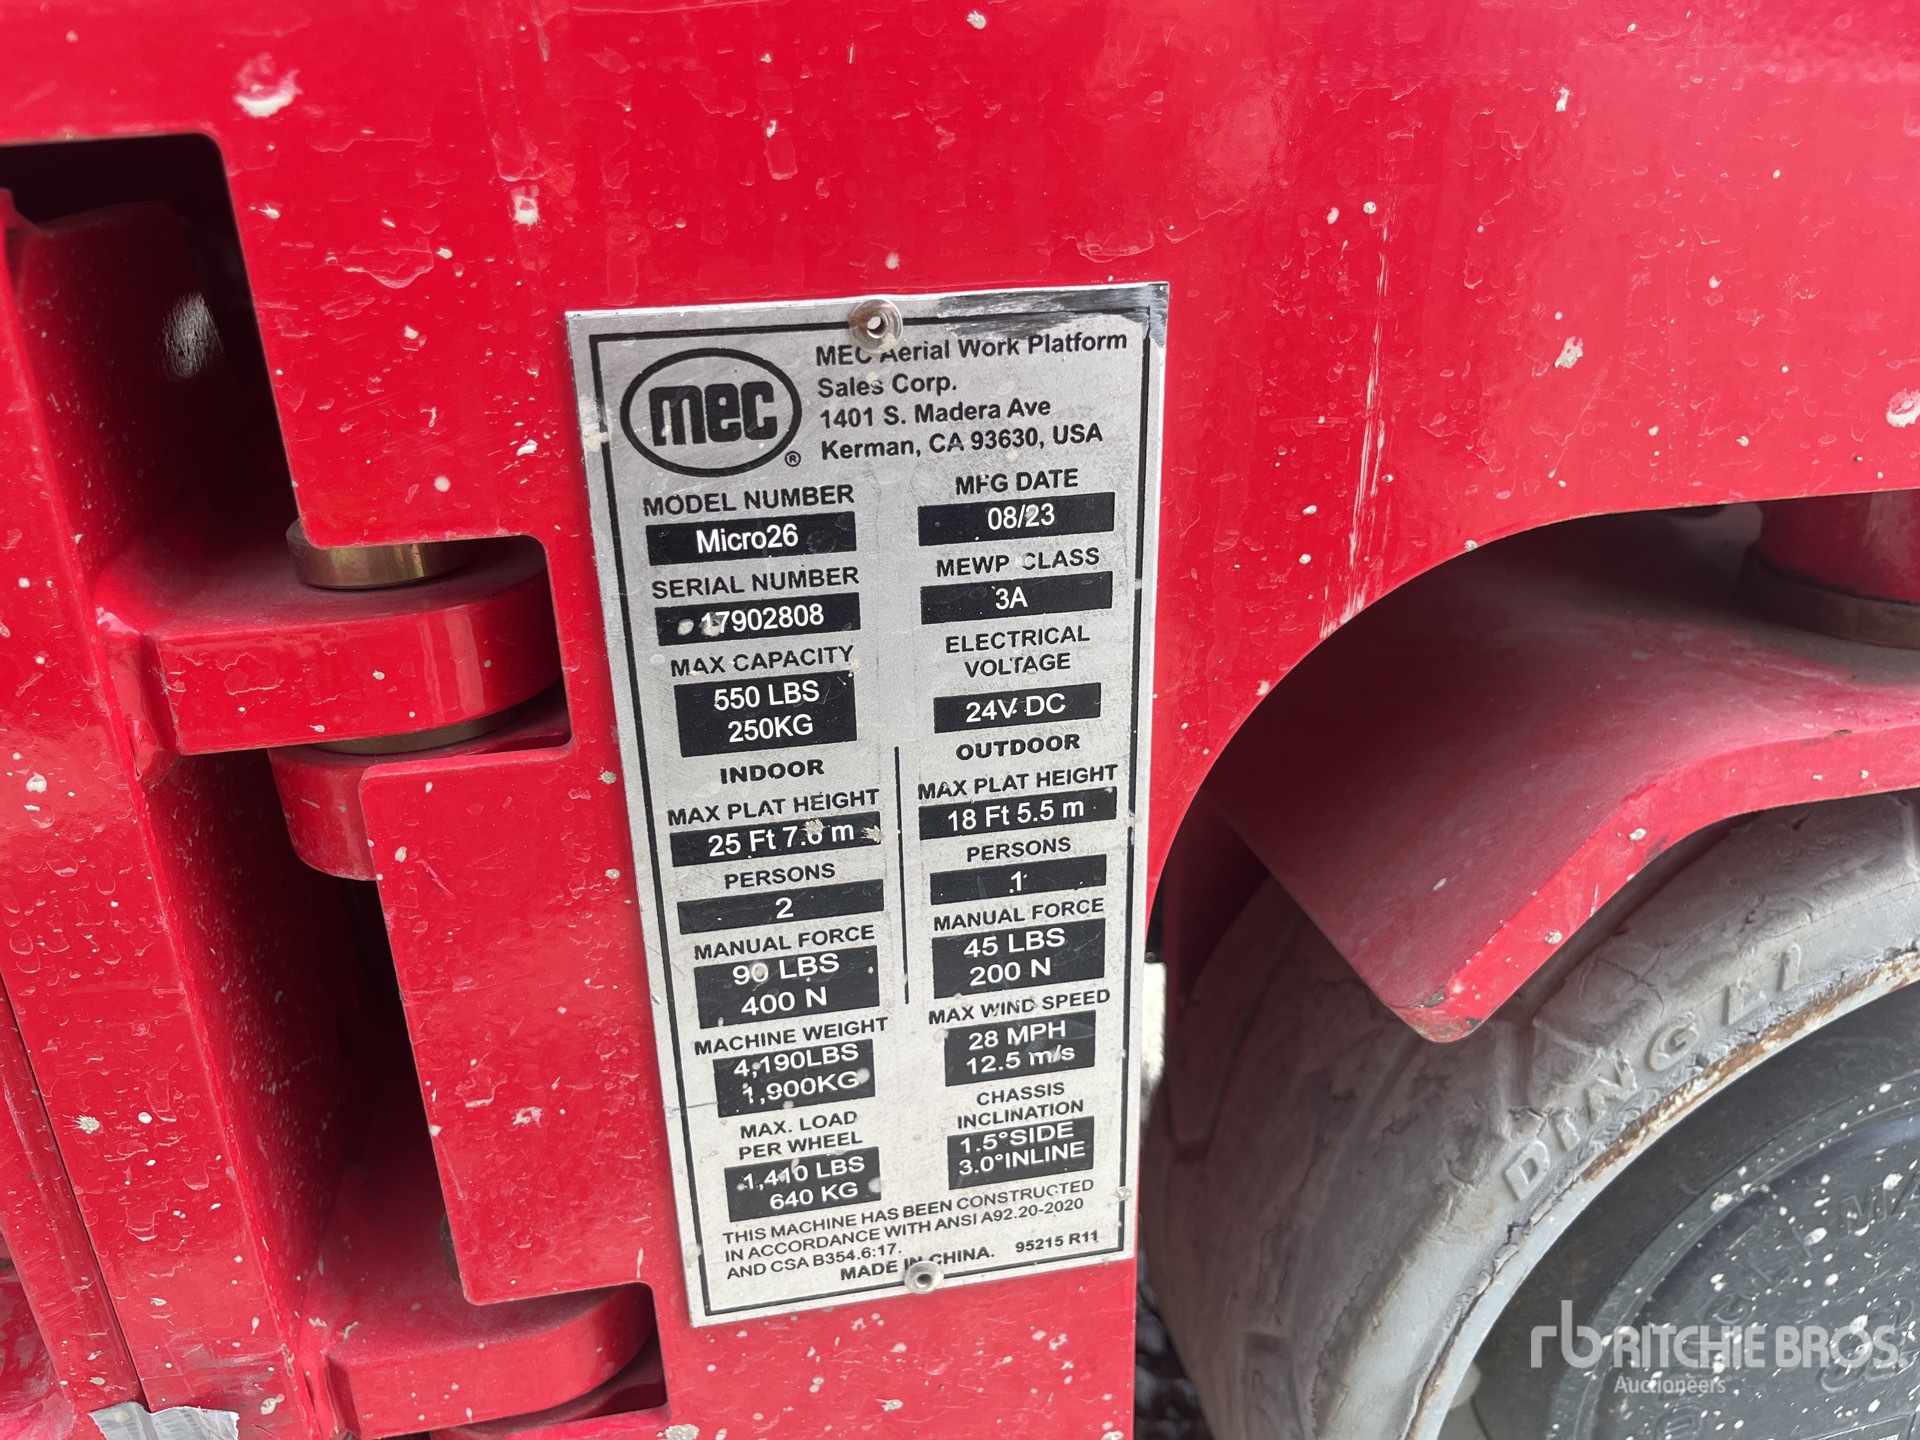 mec
®
MEC Aerial Work Platform
Sales Corp.
1401 S. Madera Ave
Kerman, CA 93630, USA
MODEL NUMBER
Micro26
SERIAL NUMBER
17902808
MAX CAPACITY
550 LBS
250KG
MFG DATE
08/23
MEWP CLASS
3A
ELECTRICAL
VOLTAGE
24V DC
INDOOR
MAX PLAT HEIGHT
25 Ft 7.6 m
PERSONS
2
MANUAL FORCE
90 LBS
400 N
OUTDOOR
MAX PLAT HEIGHT
18 Ft 5.5 m
PERSONS
1
MANUAL FORCE
45 LBS
200 N
MACHINE WEIGHT
4,190LBS
1,900KG
MAX. LOAD
PER WHEEL
1,410 LBS
640 KG
MAX WIND SPEED
28 MPH
12.5 m/s
CHASSIS
INCLINATION
1.5°SIDE
3.0°INLINE
THIS MACHINE HAS BEEN CONSTRUCTED
IN ACCORDANCE WITH ANSI A92.20-2020
AND CSA B354.6:17.
MADE IN CHINA.
95215 R11
DINGLI
rb RITCHIE BROS.
Auctioneers